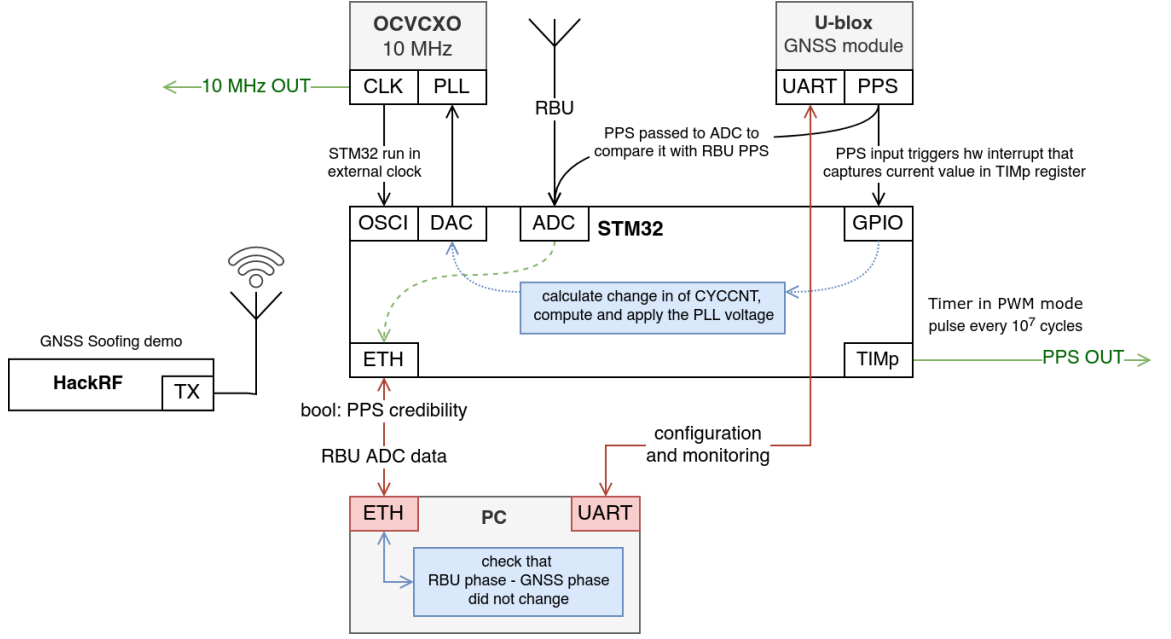 OCVCXO
10 MHz
CLK
PLL
U-blox
GNSS module
UART
PPS
10 MHz OUT
RBU
PPS passed to ADC to
compare it with RBU PPS
STM32 run in
external clock
PPS input triggers hw interrupt that
captures current value in TIMp register
OSCI
DAC
ADC
STM32
GPIO
calculate change in of CYCCNT,
compute and apply the PLL voltage
Timer in PWM mode
pulse every 10⁷ cycles
ETH
TIMp
PPS OUT
GNSS Soofing demo
HackRF
TX
bool: PPS credibility
RBU ADC data
configuration
and monitoring
ETH
PC
UART
check that
RBU phase - GNSS phase
did not change